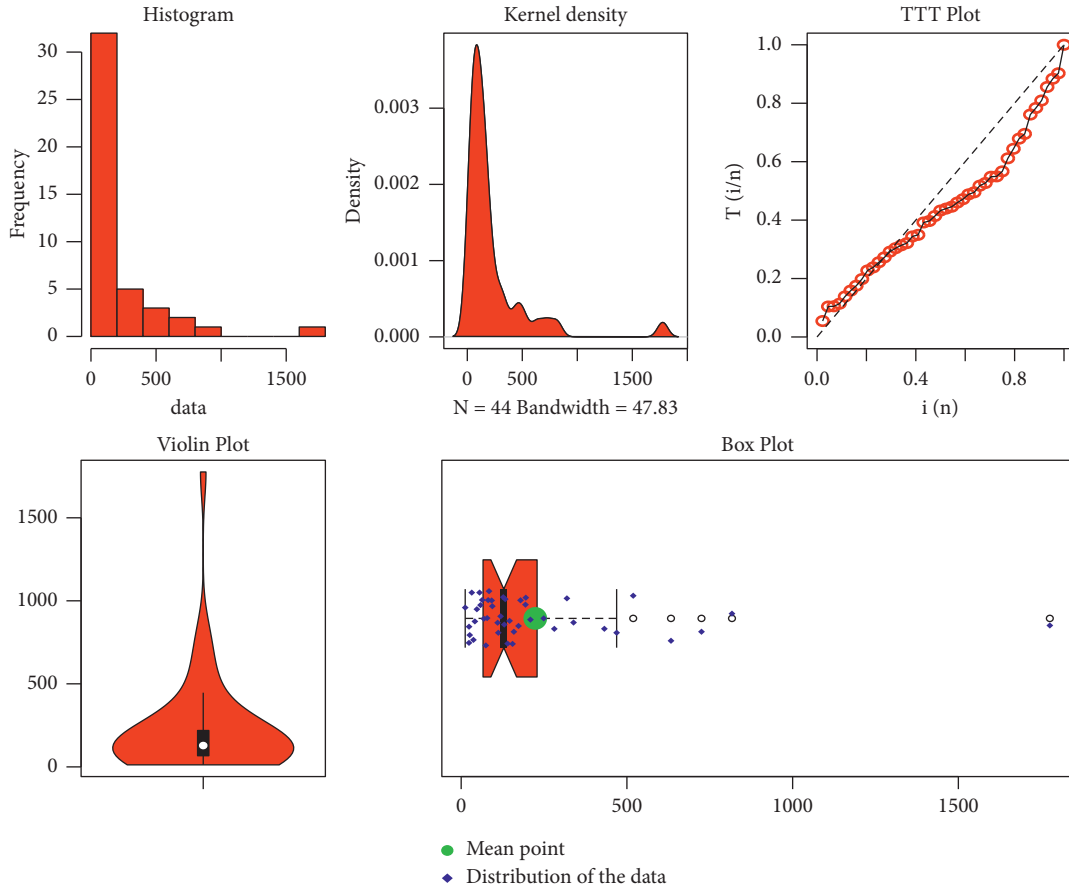 Histogram
Frequency
30
25
20
15
10
5
0
0 500 1500
data
Kernel density
Density
0.003
0.002
0.001
0.000
0 500 1500
N = 44 Bandwidth = 47.83
TTT Plot
T (i/n)
1.0
0.8
0.6
0.4
0.2
0.0
0.0 0.4 0.8
i (n)
Violin Plot
1500
1000
500
0
Box Plot
0 500 1000 1500
Mean point
Distribution of the data